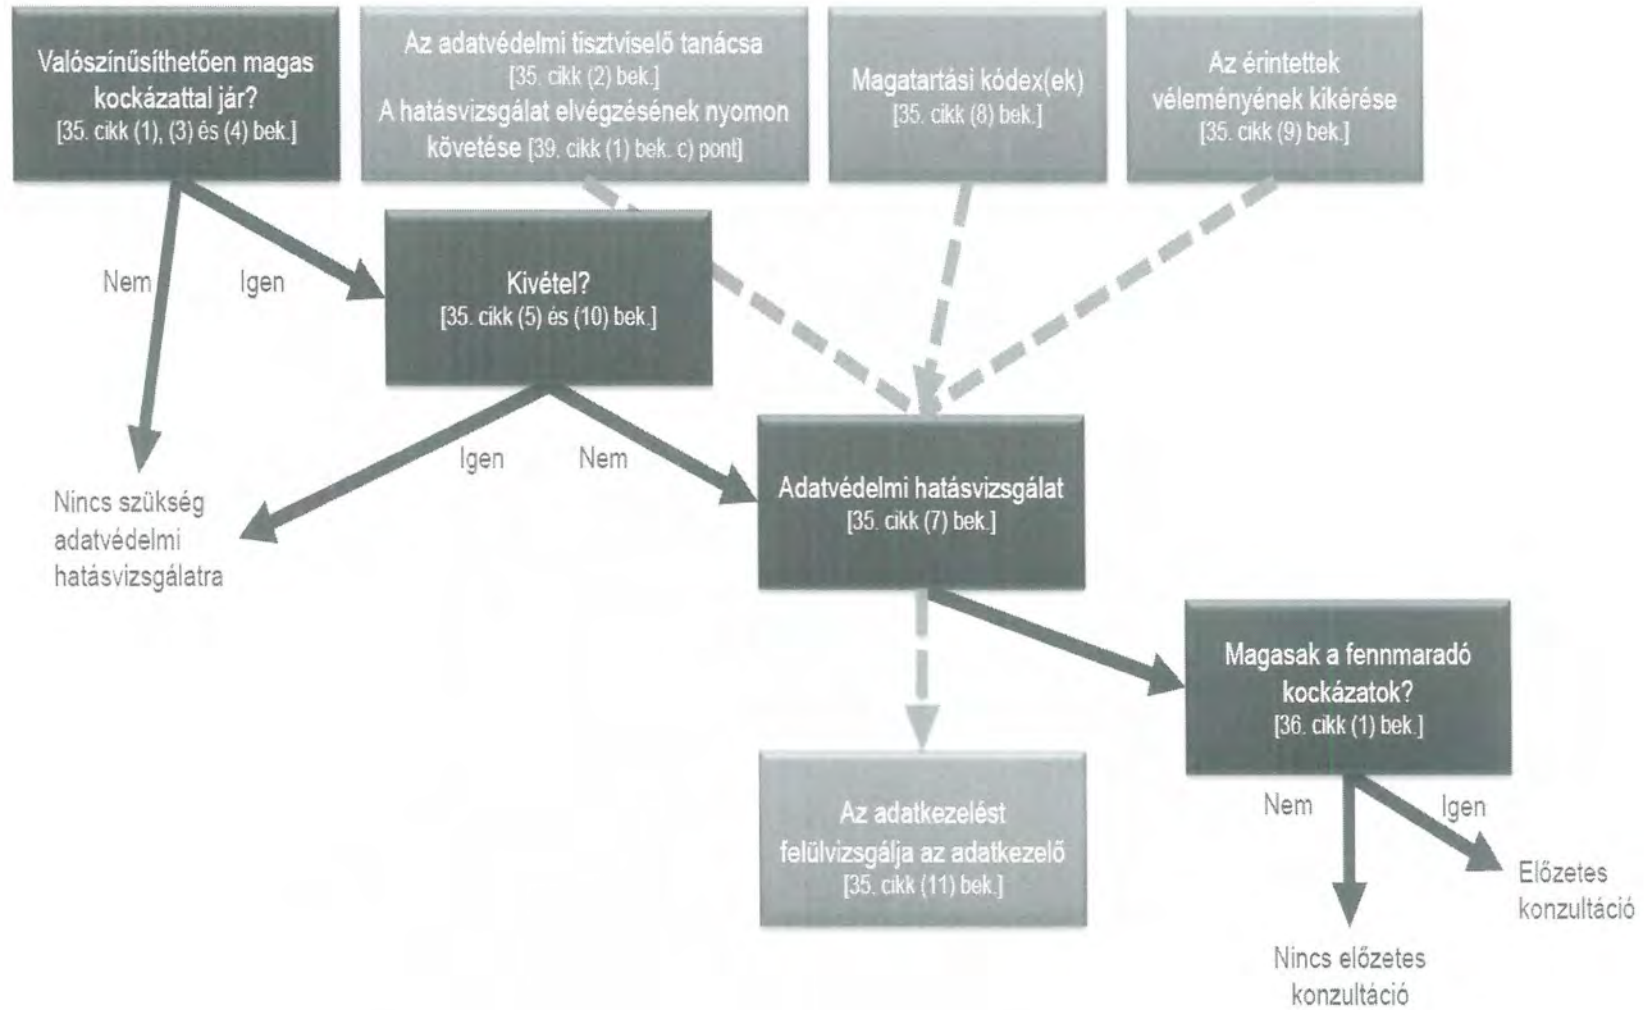 Valószínűsíthetően magas
kockázattal jár?
[35. cikk (1), (3) és (4) bek.]
Az adatvédelmi tisztviselő tanácsa
[35. cikk (2) bek.]
A hatásvizsgálat elvégzésének nyomon
követése [39. cikk (1) bek. c) pont]
Magatartási kódex(ek)
[35. cikk (8) bek.]
Az érintettek
véleményének kikérése
[35. cikk (9) bek.]
Nem
Igen
Kivétel?
[35. cikk (5) és (10) bek.]
Igen
Nem
Nincs szükség
adatvédelmi
hatásvizsgálatra
Adatvédelmi hatásvizsgálat
[35. cikk (7) bek.]
Magasak a fennmaradó
kockázatok?
[36. cikk (1) bek.]
Az adatkezelést
felülvizsgálja az adatkezelő
[35. cikk (11) bek.]
Nem
Igen
Előzetes
konzultáció
Nincs előzetes
konzultáció